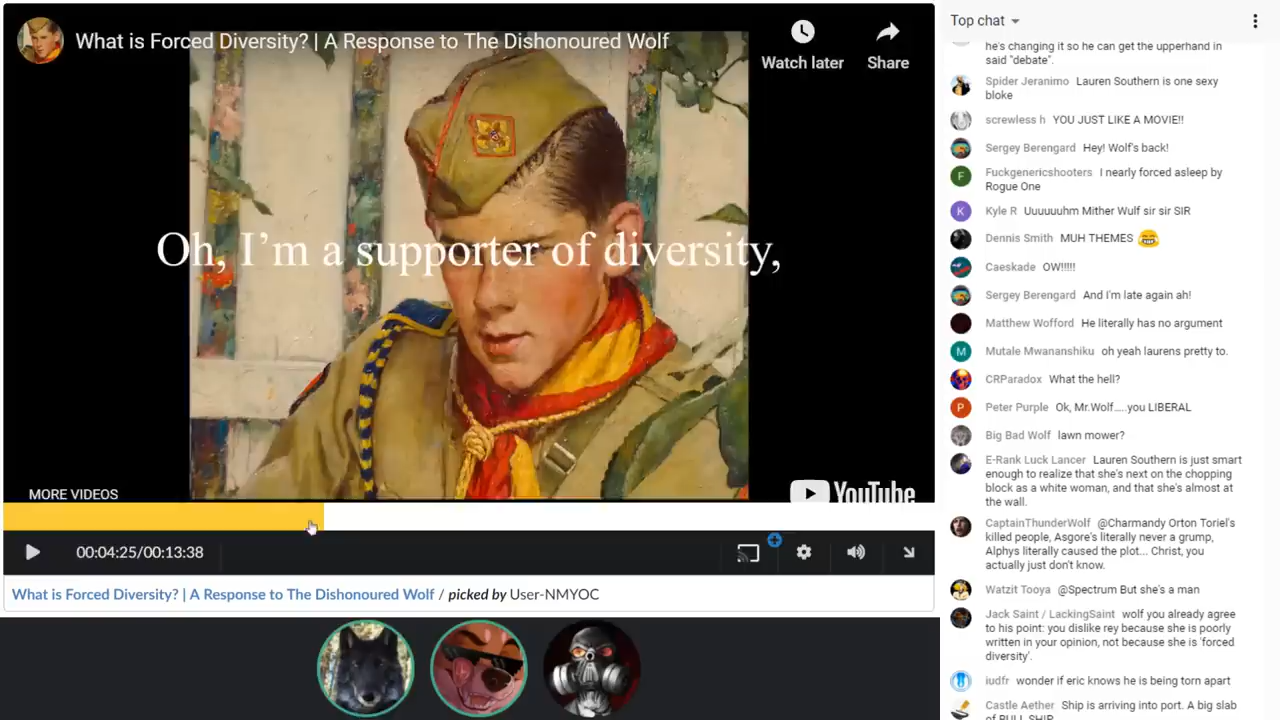 What is Forced Diversity? | A Response to The Dishonoured Wolf
Watch later
Share
Oh, I'm a supporter of diversity,
MORE VIDEOS
YouTube
00:04:25/00:13:38
What is Forced Diversity? | A Response to The Dishonoured Wolf / picked by User-NMYOC
Top chat
he's changing it so he can get the upperhand in
said "debate".
Spider Jeranimo Lauren Southern is one sexy
bloke
screwless h YOU JUST LIKE A MOVIE!!
Sergey Berengard Hey! Wolf's back!
F
Fuckgenericshooters I nearly forced asleep by
Rogue One
K
Kyle R Uuuuuuhm Mither Wulf sir sir SIR
Dennis Smith MUH THEMES 😄
Caeskade OW!!!!!
Sergey Berengard And I'm late again ah!
Matthew Wofford He literally has no argument
M
Mutale Mwananshiku oh yeah laurens pretty to.
CRParadox What the hell?
P
Peter Purple Ok, Mr.Wolf.....you LIBERAL
Big Bad Wolf lawn mower?
E-Rank Luck Lancer Lauren Southern is just smart
enough to realize that she's next on the chopping
block as a white woman, and that she's almost at
the wall.
CaptainThunderWolf @Charmandy Orton Toriel's
killed people, Asgore's literally never a grump,
Alphys literally caused the plot... Christ, you
actually just don't know.
Watzit Tooya @Spectrum But she's a man
Jack Saint / LackingSaint wolf you already agree
to his point: you dislike rey because she is poorly
written in your opinion, not because she is 'forced
diversity'.
iudfr wonder if eric knows he is being torn apart
Castle Aether Ship is arriving into port. A big slab
of BULL SHIP